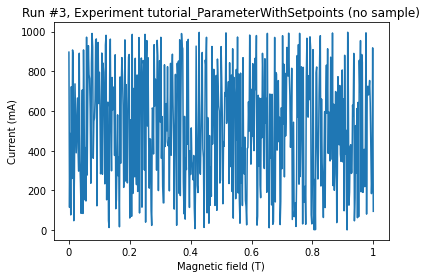 Run #3, Experiment tutorial_ParameterWithSetpoints (no sample)
1000
800
600
400
200
0
Current (mA)
0 0.2 0.4 0.6 0.8 1
Magnetic field (T)